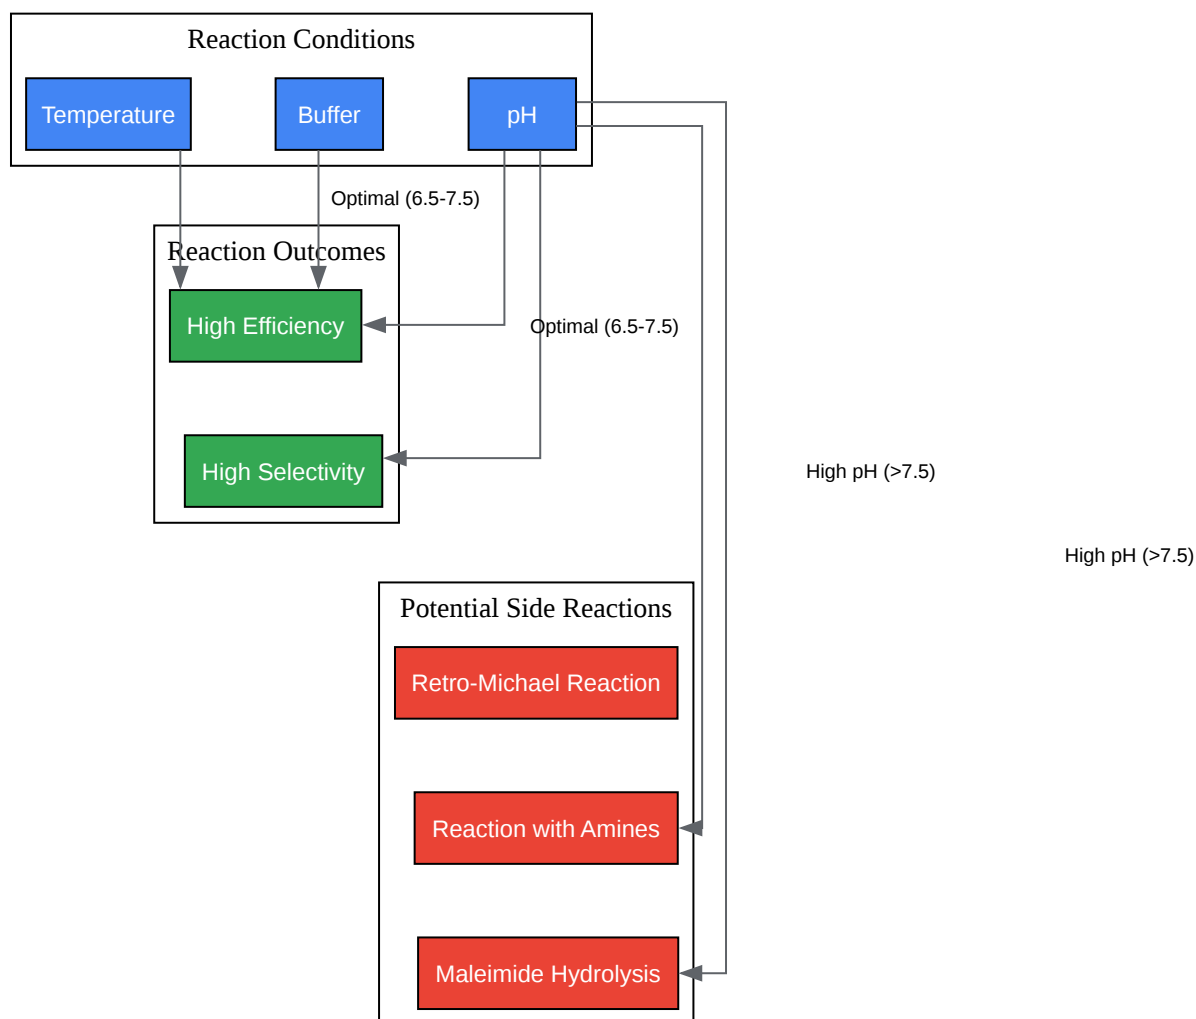 Reaction Conditions
Temperature
Buffer
pH
Optimal (6.5-7.5)
Reaction Outcomes
High Efficiency
Optimal (6.5-7.5)
High Selectivity
High pH (>7.5)
High pH (>7.5)
Potential Side Reactions
Retro-Michael Reaction
Reaction with Amines
Maleimide Hydrolysis